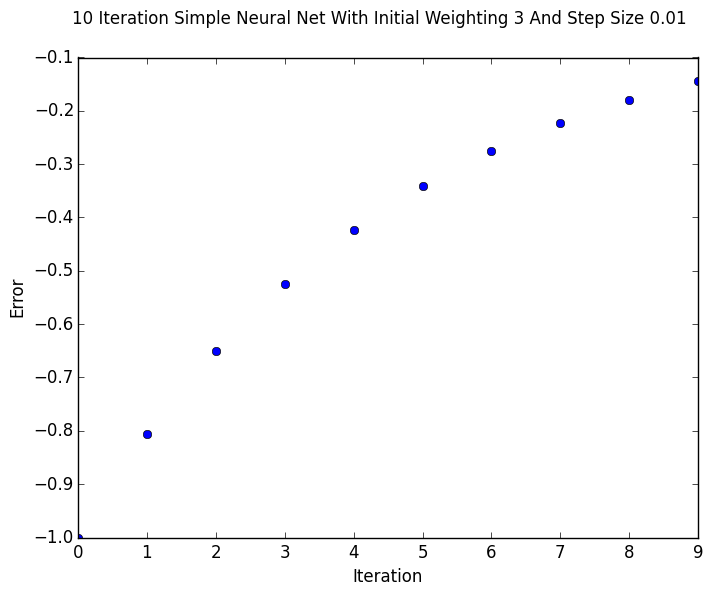 10 Iteration Simple Neural Net With Initial Weighting 3 And Step Size 0.01
−0.1
−0.2
−0.3
−0.4
−0.5
−0.6
−0.7
−0.8
−0.9
−1.0
Error
0 1 2 3 4 5 6 7 8 9
Iteration